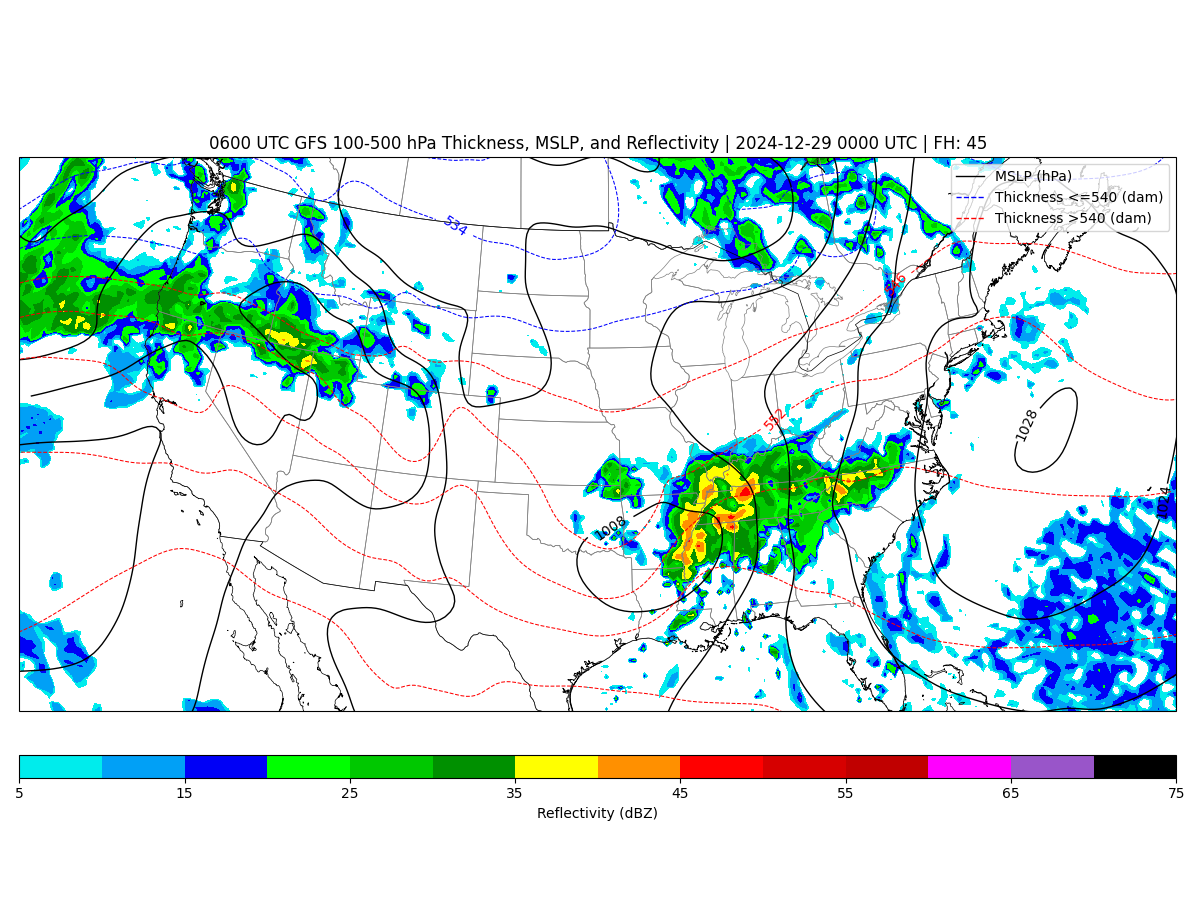 0600 UTC GFS 100-500 hPa Thickness, MSLP, and Reflectivity | 2024-12-29 0000 UTC | FH: 45
MSLP (hPa)
Thickness <=540 (dam)
Thickness >540 (dam)
534
552
1028
1008
5 15 25 35 45 55 65 75
Reflectivity (dBZ)